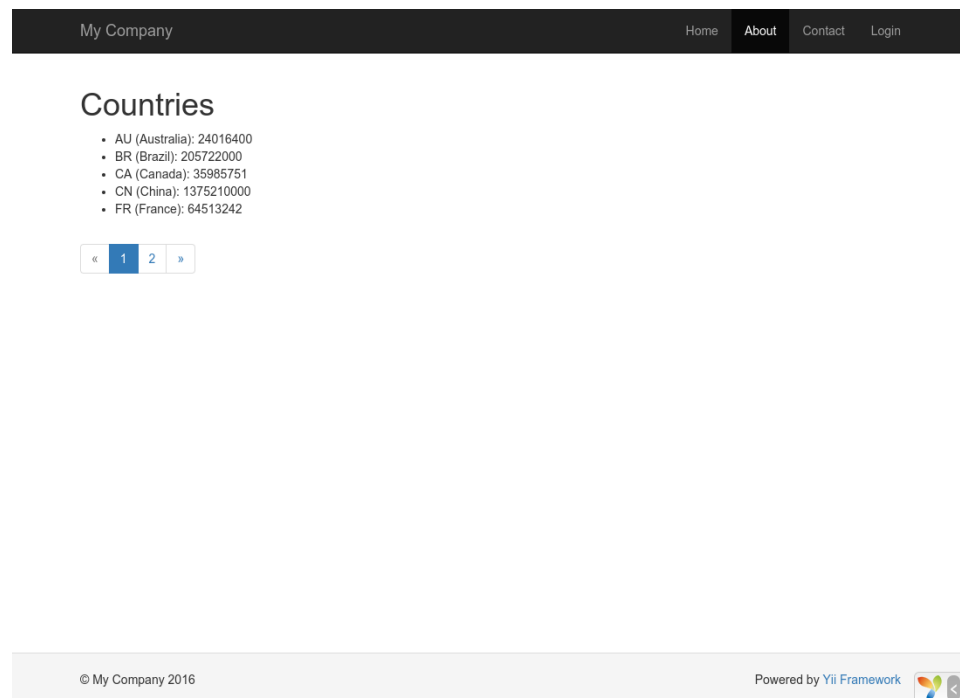 My Company Home About Contact Login
Countries
• AU (Australia): 24016400
• BR (Brazil): 205722000
• CA (Canada): 35985751
• CN (China): 1375210000
• FR (France): 64513242
« 1 2 »
© My Company 2016 Powered by Yii Framework